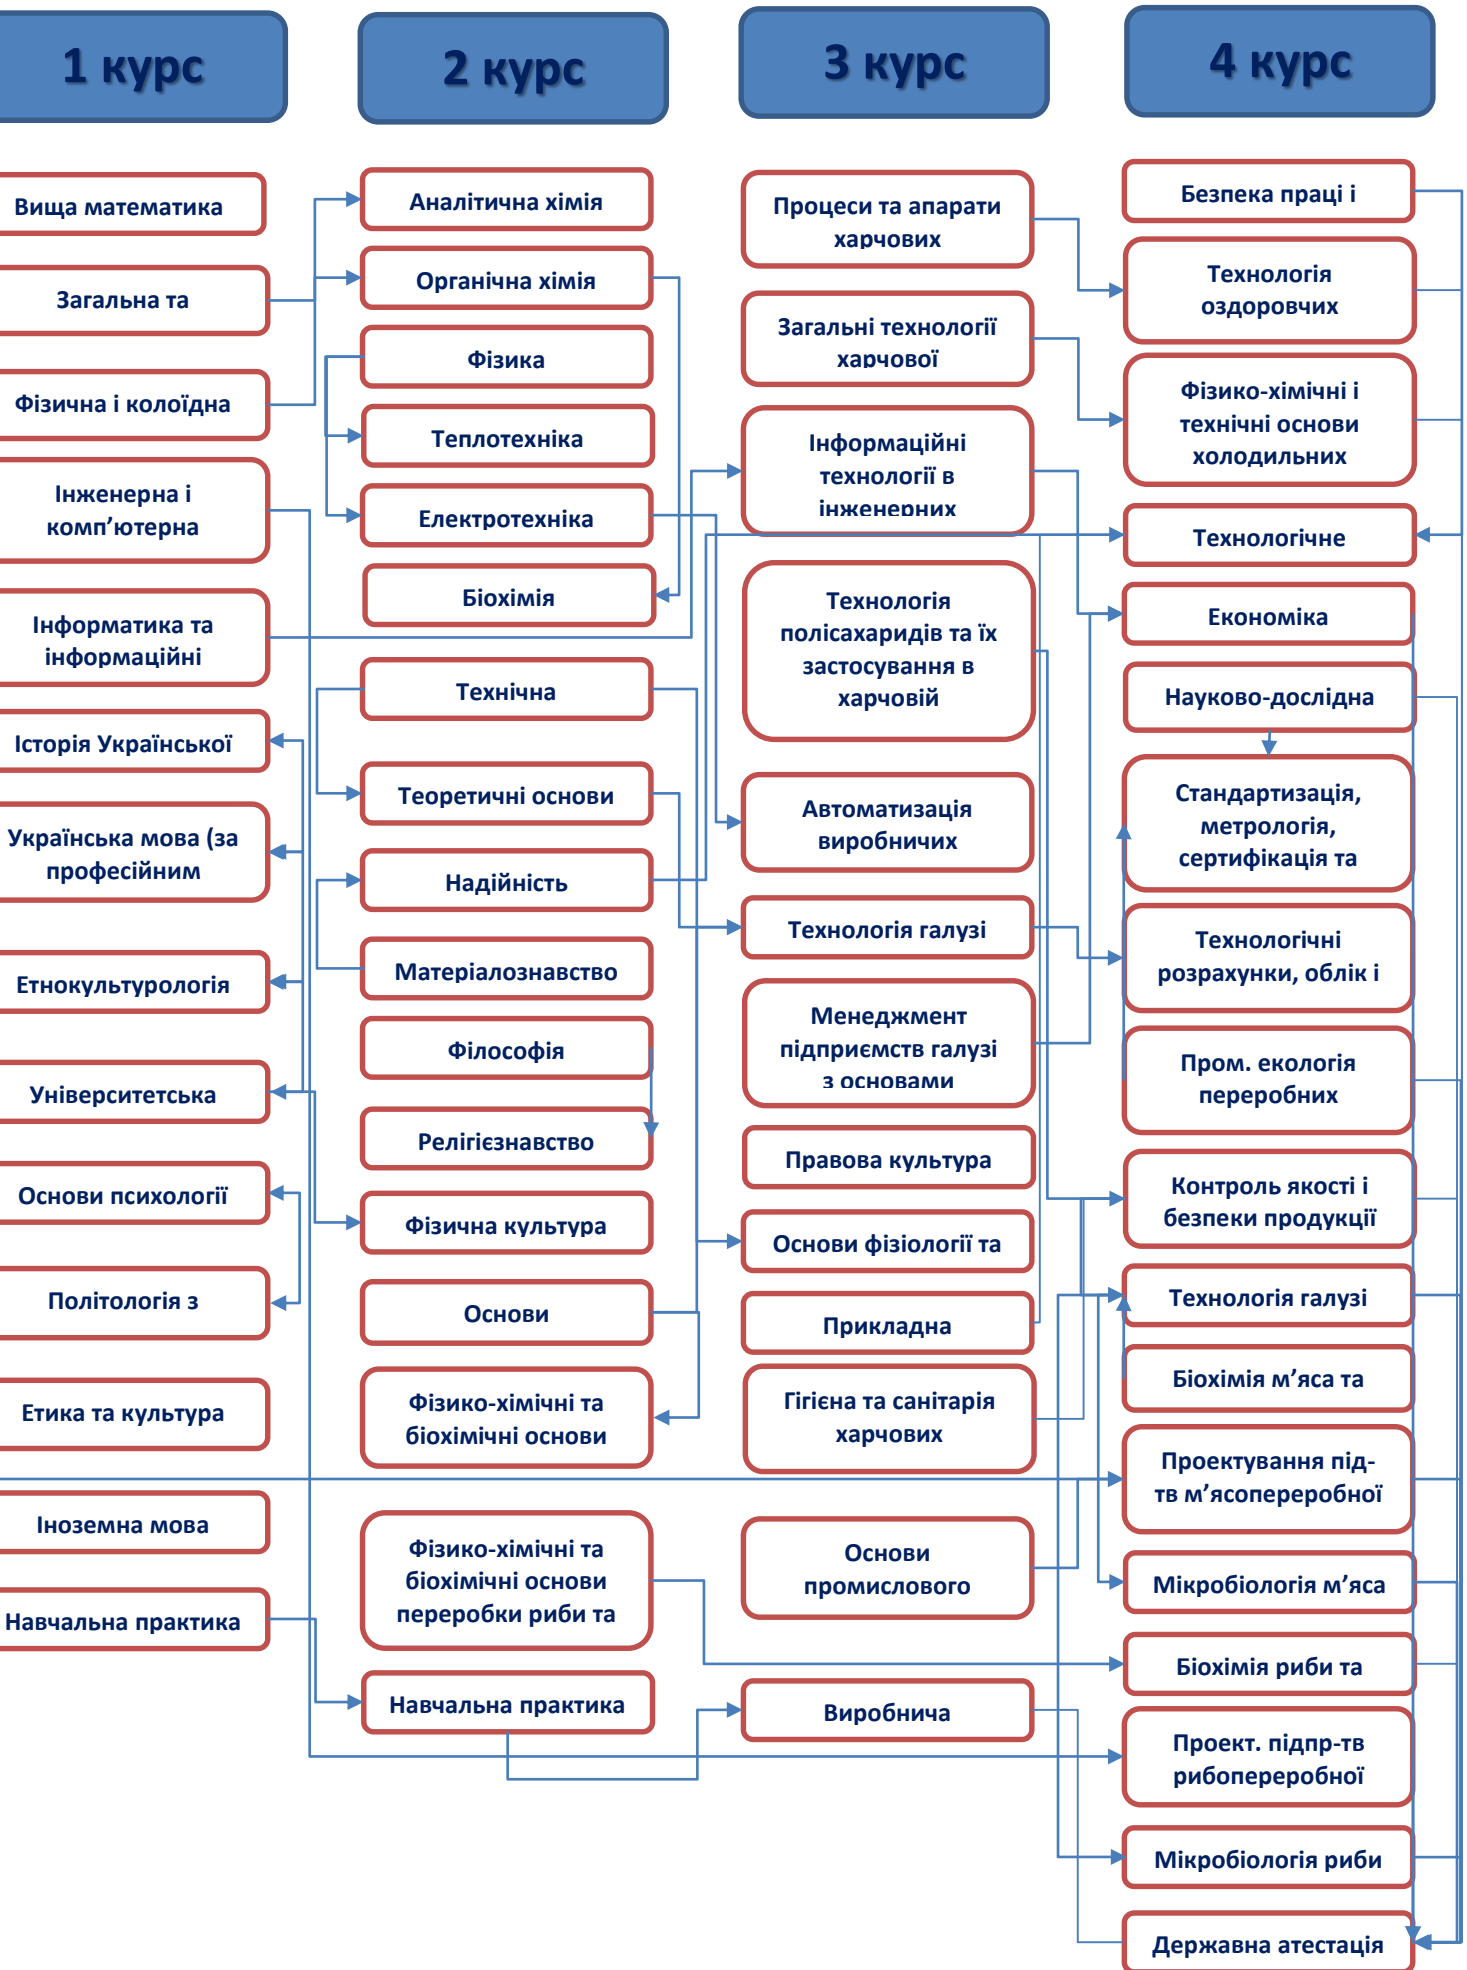 1 курс
2 курс
3 курс
4 курс
Вища математика
Загальна та
Фізична і колоїдна
Інженерна і
комп’ютерна
Інформатика та
інформаційні
Історія Української
Українська мова (за
професійним
Етнокультурологія
Університетська
Основи психології
Політологія з
Етика та культура
Іноземна мова
Навчальна практика
Аналітична хімія
Органічна хімія
Фізика
Теплотехніка
Електротехніка
Біохімія
Технічна
Теоретичні основи
Надійність
Матеріалознавство
Філософія
Релігієзнавство
Фізична культура
Основи
Фізико-хімічні та
біохімічні основи
Фізико-хімічні та
біохімічні основи
переробки риби та
Навчальна практика
Процеси та апарати
харчових
Загальні технології
харчової
Інформаційні
технології в
інженерних
Технологія
полісахаридів та їх
застосування в
харчовій
Автоматизація
виробничих
Технологія галузі
Менеджмент
підприємств галузі
з основами
Правова культура
Основи фізіології та
Прикладна
Гігієна та санітарія
харчових
Основи
промислового
Виробнича
Безпека праці і
Технологія
оздоровчих
Фізико-хімічні і
технічні основи
холодильних
Технологічне
Економіка
Науково-дослідна
Стандартизація,
метрологія,
сертифікація та
Технологічні
розрахунки, облік і
Пром. екологія
переробних
Контроль якості і
безпеки продукції
Технологія галузі
Біохімія м’яса та
Проектування під-
тв м’ясопереробної
Мікробіологія м’яса
Біохімія риби та
Проект. підпр-тв
рибопереробної
Мікробіологія риби
Державна атестація